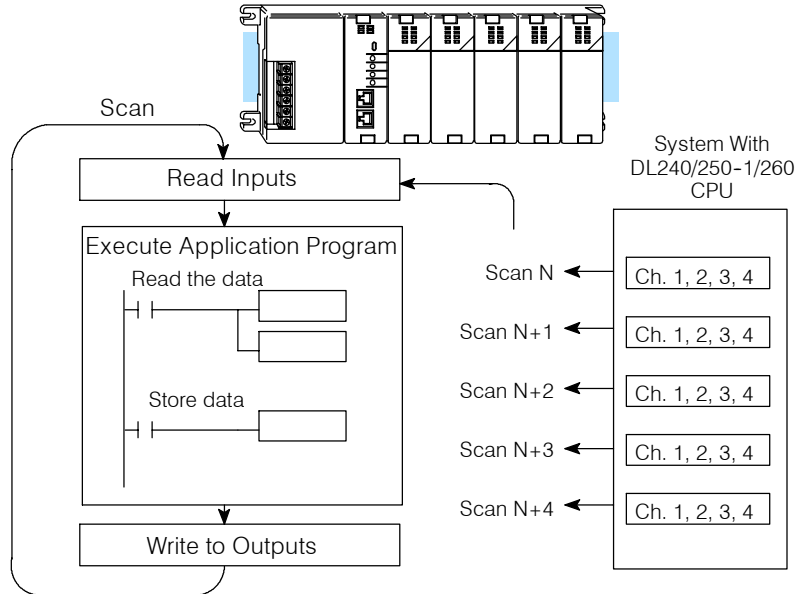 Scan
System With
DL240/250-1/260
CPU
Read Inputs
Execute Application Program
Read the data
Store data
Write to Outputs
Scan N
Ch. 1, 2, 3, 4
Scan N+1
Ch. 1, 2, 3, 4
Scan N+2
Ch. 1, 2, 3, 4
Scan N+3
Ch. 1, 2, 3, 4
Scan N+4
Ch. 1, 2, 3, 4